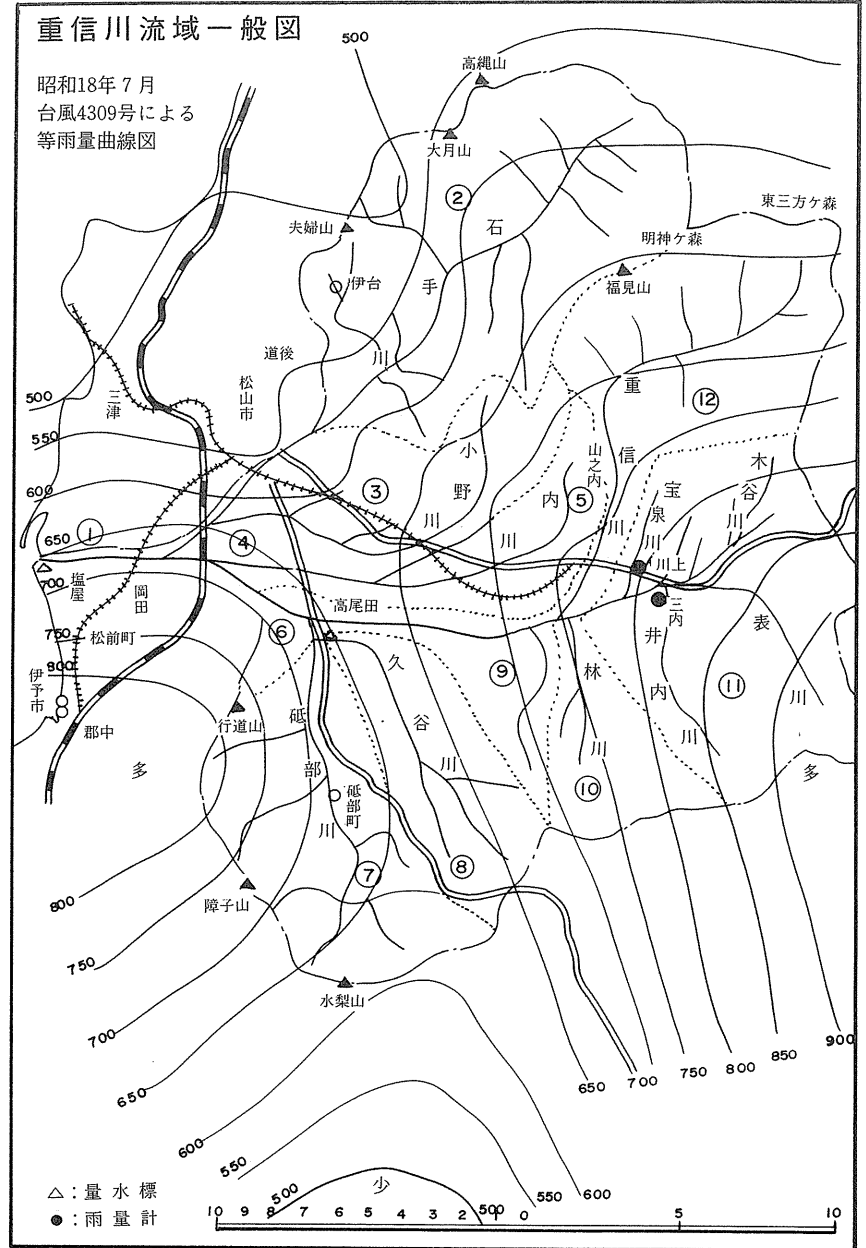 重信川流域一般図
昭和18年7月
台風4309号による
等雨量曲線図
500
高縄山
大月山
②
石
東三方ケ森
夫婦山
明神ケ森
伊台
手
福見山
道後
川
重
⑫
500
三津
松山市
550
小
山之内
信
木
600
③
野
内
⑤
宝
谷
泉
川
650
①
④
川
川
川
川
川上
700
塩屋
岡田
高尾田
三内
750
松前町
⑥
久
⑨
林
井
表
800
伊予市
谷
内
⑪
川
行道山
砥
川
川
川
郡中
多
部
⑩
多
砥部町
川
⑦
⑧
800
障子山
750
水梨山
700
900
850
800
750
700
650
650
600
550
600
550
500
少
500
△:量水標
●:雨量計
10 9 8 7 6 5 4 3 2 0 5 10